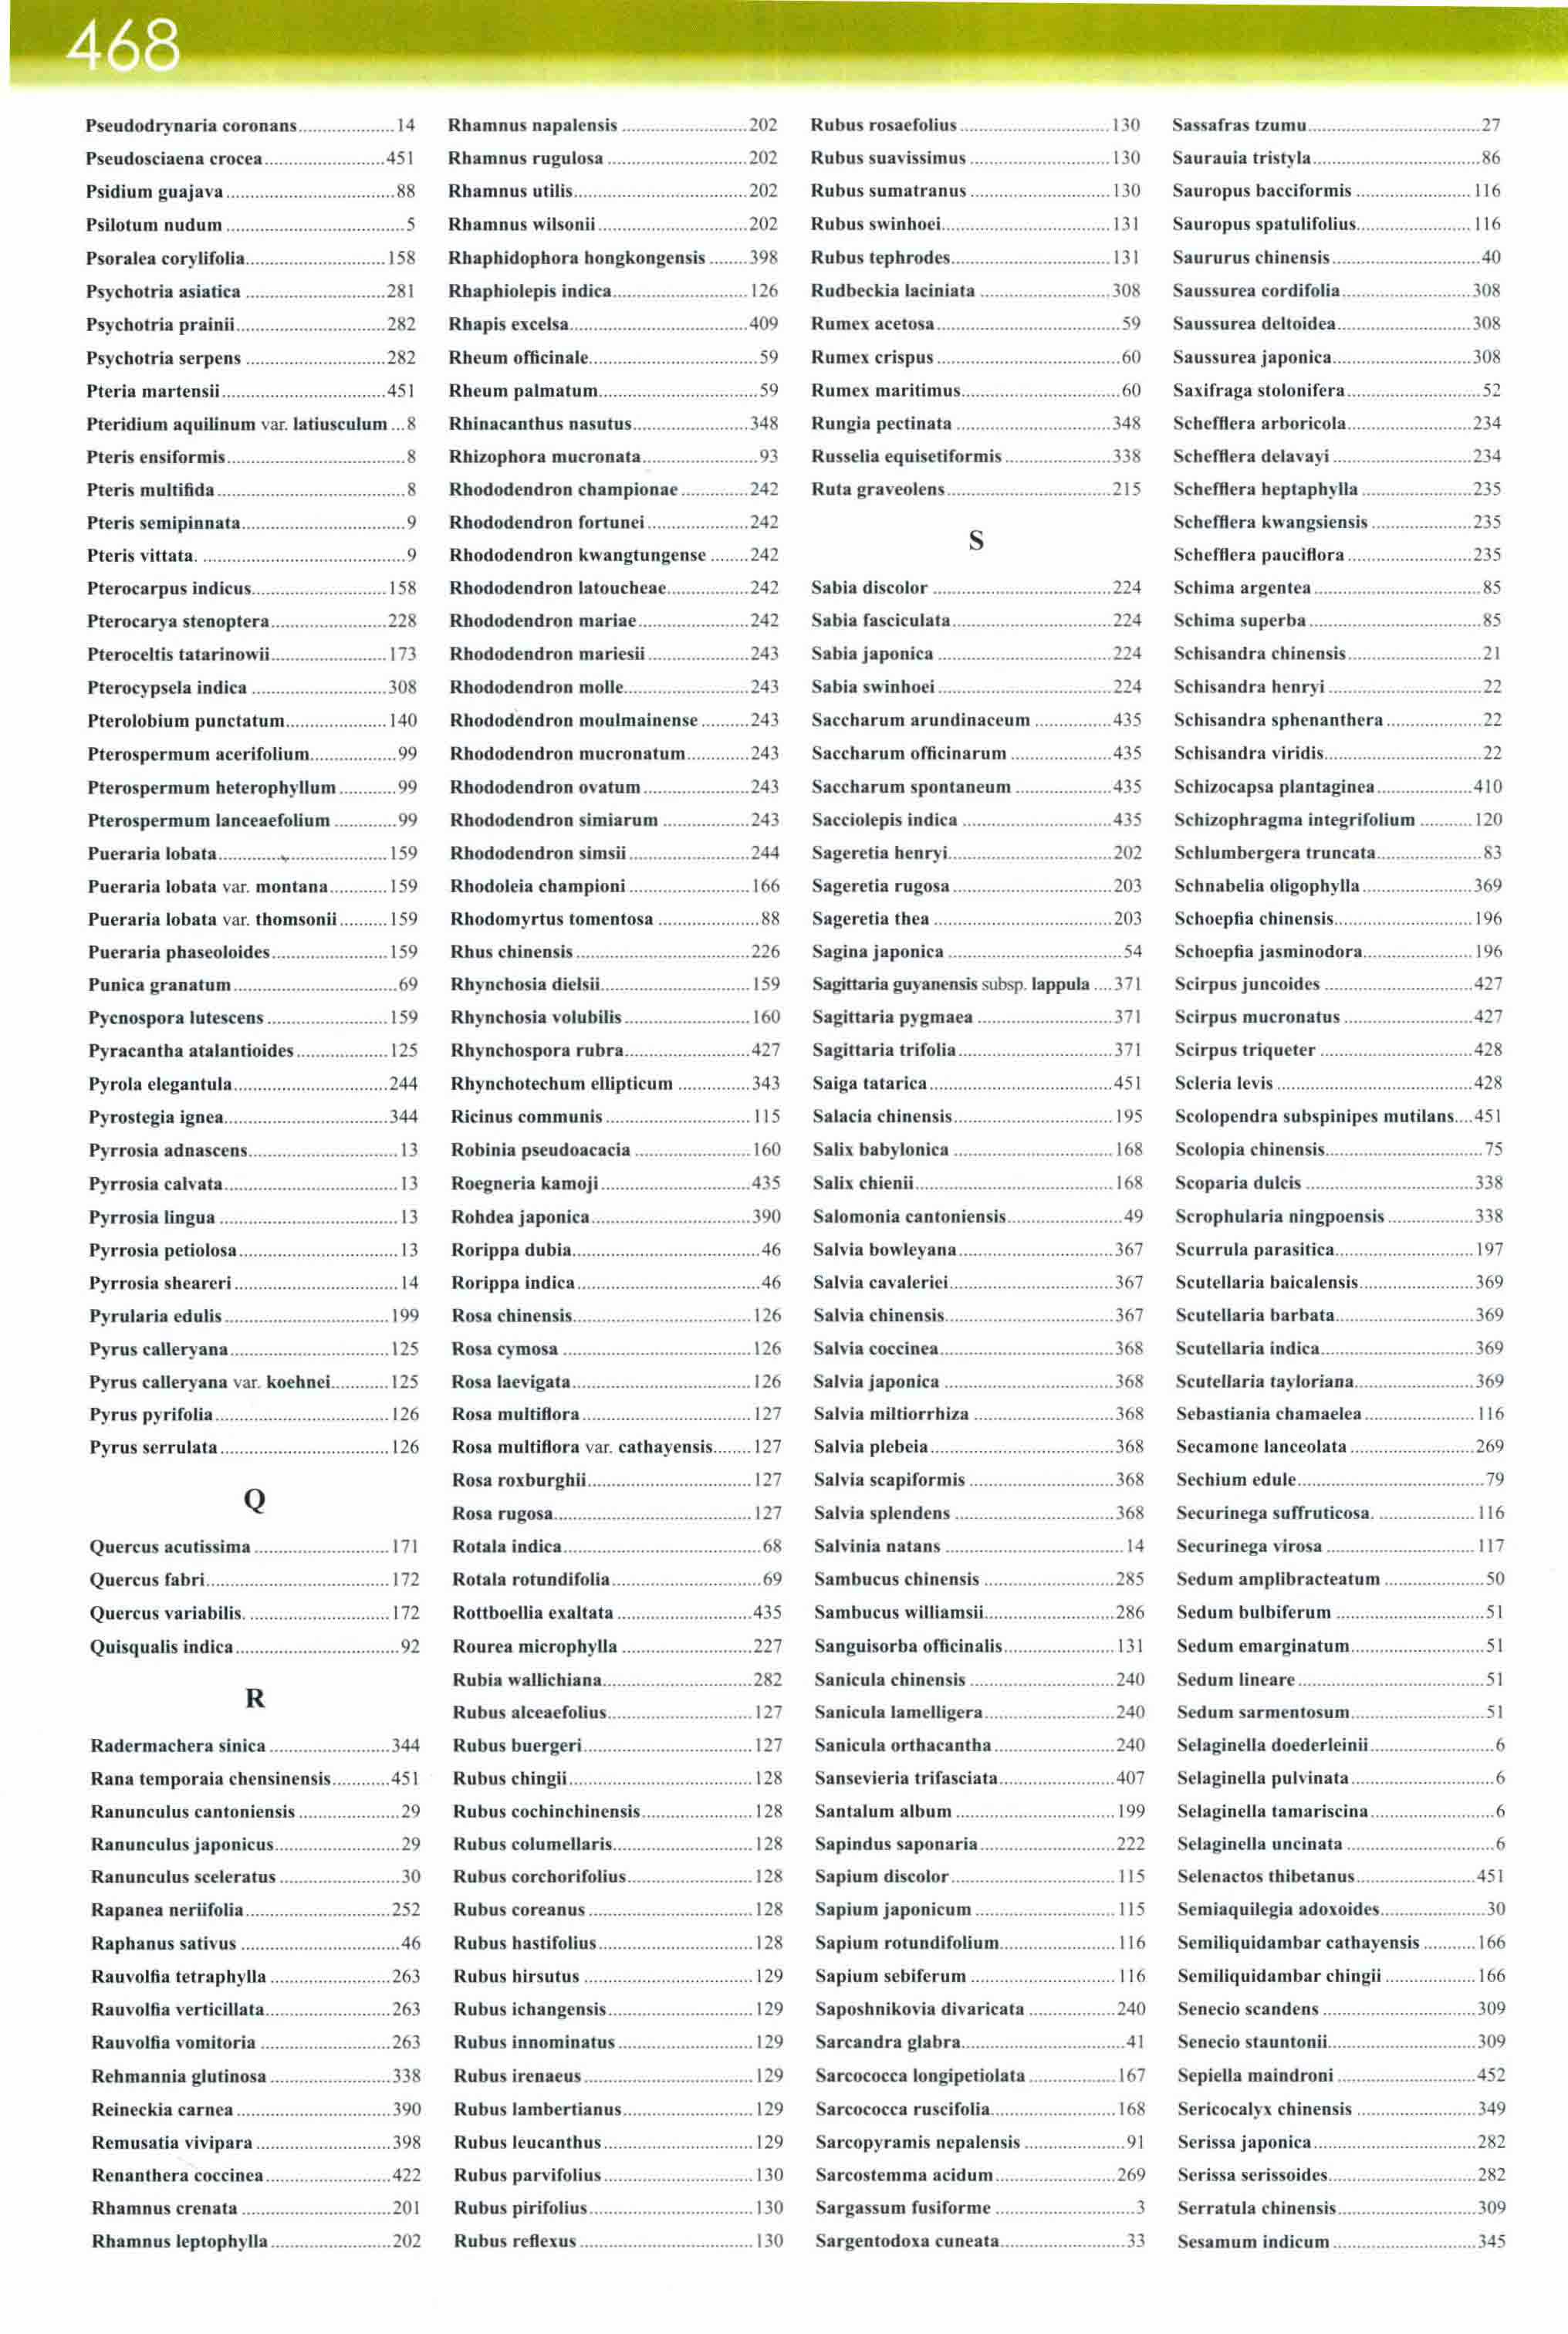 468
Pseudodrynaria coronans...................14
Pseudosciaena crocea........................451
Psidium guajava..................................88
Psilotum nudum....................................5
Psoralea corylifolia............................158
Psychotria asiatica............................281
Psychotria prainii..............................282
Psychotria serpens............................282
Pteria martensii.................................451
Pteridium aquilinum var. latiusculum...8
Pteris ensiformis....................................8
Pteris multifida......................................8
Pteris semipinnata.................................9
Pteris vittata..........................................9
Pterocarpus indicus...........................158
Pterocarya stenoptera.......................228
Pteroceltis tatarinowii.......................173
Pterocypsela indica...........................308
Pterolobium punctatum....................140
Pterospermum acerifolium.................99
Pterospermum heterophyllum...........99
Pterospermum lanceaefolium............99
Pueraria lobata..................................159
Pueraria lobata var. montana...........159
Pueraria lobata var. thomsonii.........159
Pueraria phaseoloides.......................159
Punica granatum.................................69
Pycnospora lutescens........................159
Pyracantha atalantioides..................125
Pyrola elegantula...............................244
Pyrostegia ignea.................................344
Pyrrosia adnascens..............................13
Pyrrosia calvata...................................13
Pyrrosia lingua....................................13
Pyrrosia petiolosa................................13
Pyrrosia sheareri.................................14
Pyrularia edulis.................................199
Pyrus calleryana................................125
Pyrus calleryana var. koehnei...........125
Pyrus pyrifolia...................................126
Pyrus serrulata..................................126
Q
Quercus acutissima...........................171
Quercus fabri.....................................172
Quercus variabilis.............................172
Quisqualis indica.................................92
R
Radermachera sinica........................344
Rana temporaia chensinensis...........451
Ranunculus cantoniensis....................29
Ranunculus japonicus.........................29
Ranunculus sceleratus........................30
Rapanea neriifolia.............................252
Raphanus sativus................................46
Rauvolfia tetraphylla........................263
Rauvolfia verticillata.........................263
Rauvolfia vomitoria..........................263
Rehmannia glutinosa........................338
Reineckia carnea...............................390
Remusatia vivipara...........................398
Renanthera coccinea.........................422
Rhamnus crenata..............................201
Rhamnus leptophylla........................202
Rhamnus napalensis.........................202
Rhamnus rugulosa............................202
Rhamnus utilis...................................202
Rhamnus wilsonii..............................202
Rhaphidophora hongkongensis........398
Rhaphiolepis indica...........................126
Rhapis excelsa....................................409
Rheum officinale..................................59
Rheum palmatum................................59
Rhinacanthus nasutus.......................348
Rhizophora mucronata.......................93
Rhododendron championae.............242
Rhododendron fortunei....................242
Rhododendron kwangtungense.......242
Rhododendron latoucheae................242
Rhododendron mariae......................242
Rhododendron mariesii....................243
Rhododendron molle.........................243
Rhododendron moulmainense.........243
Rhododendron mucronatum............243
Rhododendron ovatum.....................243
Rhododendron simiarum.................243
Rhododendron simsii........................244
Rhodoleia championi........................166
Rhodomyrtus tomentosa....................88
Rhus chinensis...................................226
Rhynchosia dielsii..............................159
Rhynchosia volubilis.........................160
Rhynchospora rubra.........................427
Rhynchotechum ellipticum..............343
Ricinus communis.............................115
Robinia pseudoacacia.......................160
Roegneria kamoji..............................435
Rohdea japonica................................390
Rorippa dubia.....................................46
Rorippa indica.....................................46
Rosa chinensis....................................126
Rosa cymosa......................................126
Rosa laevigata....................................126
Rosa multiflora..................................127
Rosa multiflora var. cathayensis........127
Rosa roxburghii.................................127
Rosa rugosa........................................127
Rotala indica........................................68
Rotala rotundifolia..............................69
Rottboellia exaltata...........................435
Rourea microphylla..........................227
Rubia wallichiana..............................282
Rubus alceaefolius.............................127
Rubus buergeri..................................127
Rubus chingii.....................................128
Rubus cochinchinensis......................128
Rubus columellaris............................128
Rubus corchorifolius.........................128
Rubus coreanus.................................128
Rubus hastifolius...............................128
Rubus hirsutus..................................129
Rubus ichangensis.............................129
Rubus innominatus...........................129
Rubus irenaeus..................................129
Rubus lambertianus..........................129
Rubus leucanthus..............................129
Rubus parvifolius..............................130
Rubus pirifolius.................................130
Rubus reflexus...................................130
Rubus rosaefolius..............................130
Rubus suavissimus............................130
Rubus sumatranus............................130
Rubus swinhoei..................................131
Rubus tephrodes................................131
Rudbeckia laciniata..........................308
Rumex acetosa.....................................59
Rumex crispus.....................................60
Rumex maritimus................................60
Rungia pectinata...............................348
Russelia equisetiformis.....................338
Ruta graveolens.................................215
S
Sabia discolor....................................224
Sabia fasciculata................................224
Sabia japonica...................................224
Sabia swinhoei...................................224
Saccharum arundinaceum...............435
Saccharum officinarum....................435
Saccharum spontaneum...................435
Sacciolepis indica..............................435
Sageretia henryi.................................202
Sageretia rugosa................................203
Sageretia thea....................................203
Sagina japonica...................................54
Sagittaria guyanensis subsp. lappula....371
Sagittaria pygmaea...........................371
Sagittaria trifolia...............................371
Saiga tatarica.....................................451
Salacia chinensis................................195
Salix babylonica................................168
Salix chienii........................................168
Salomonia cantoniensis.......................49
Salvia bowleyana...............................367
Salvia cavaleriei.................................367
Salvia chinensis..................................367
Salvia coccinea...................................368
Salvia japonica..................................368
Salvia miltiorrhiza............................368
Salvia plebeia.....................................368
Salvia scapiformis.............................368
Salvia splendens................................368
Salvinia natans....................................14
Sambucus chinensis..........................285
Sambucus williamsii..........................286
Sanguisorba officinalis......................131
Sanicula chinensis.............................240
Sanicula lamelligera..........................240
Sanicula orthacantha........................240
Sansevieria trifasciata.......................407
Santalum album................................199
Sapindus saponaria...........................222
Sapium discolor.................................115
Sapium japonicum............................115
Sapium rotundifolium.......................116
Sapium sebiferum.............................116
Saposhnikovia divaricata.................240
Sarcandra glabra.................................41
Sarcococca longipetiolata.................167
Sarcococca ruscifolia.........................168
Sarcopyramis nepalensis....................91
Sarcostemma acidum........................269
Sargassum fusiforme............................3
Sargentodoxa cuneata.........................33
Sassafras tzumu...................................27
Saurauia tristyla..................................86
Sauropus bacciformis.......................116
Sauropus spatulifolius.......................116
Saururus chinensis..............................40
Saussurea cordifolia..........................308
Saussurea deltoidea...........................308
Saussurea japonica............................308
Saxifraga stolonifera...........................52
Schefflera arboricola.........................234
Schefflera delavayi............................234
Schefflera heptaphylla......................235
Schefflera kwangsiensis....................235
Schefflera pauciflora.........................235
Schima argentea..................................85
Schima superba...................................85
Schisandra chinensis...........................21
Schisandra henryi...............................22
Schisandra sphenanthera...................22
Schisandra viridis................................22
Schizocapsa plantaginea...................410
Schizophragma integrifolium..........120
Schlumbergera truncata.....................83
Schnabelia oligophylla......................369
Schoepfia chinensis............................196
Schoepfia jasminodora......................196
Scirpus juncoides..............................427
Scirpus mucronatus..........................427
Scirpus triqueter...............................428
Scleria levis........................................428
Scolopendra subspinipes mutilans....451
Scolopia chinensis................................75
Scoparia dulcis..................................338
Scrophularia ningpoensis.................338
Scurrula parasitica............................197
Scutellaria baicalensis.......................369
Scutellaria barbata............................369
Scutellaria indica...............................369
Scutellaria tayloriana........................369
Sebastiania chamaelea......................116
Secamone lanceolata.........................269
Sechium edule......................................79
Securinega suffruticosa.....................116
Securinega virosa..............................117
Sedum amplibracteatum....................50
Sedum bulbiferum..............................51
Sedum emarginatum...........................51
Sedum lineare......................................51
Sedum sarmentosum...........................51
Selaginella doederleinii.........................6
Selaginella pulvinata.............................6
Selaginella tamariscina.........................6
Selaginella uncinata..............................6
Selenactos thibetanus........................451
Semiaquilegia adoxoides.....................30
Semiliquidambar cathayensis..........166
Semiliquidambar chingii..................166
Senecio scandens...............................309
Senecio stauntonii..............................309
Sepiella maindroni............................452
Sericocalyx chinensis........................349
Serissa japonica.................................282
Serissa serissoides..............................282
Serratula chinensis............................309
Sesamum indicum.............................345